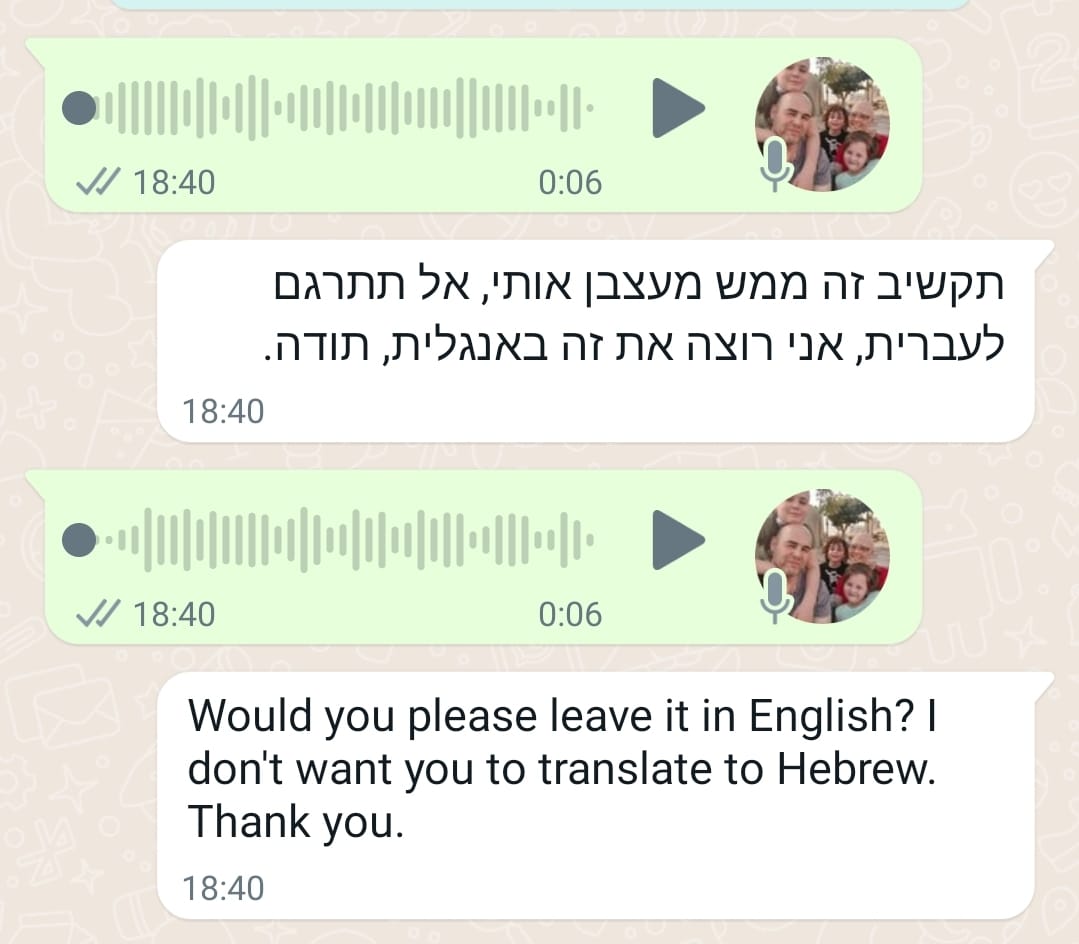 18:40
0:06
תקשיב זה ממש מעצבן אותי, אל תתרגם
לעברית, אני רוצה את זה באנגלית, תודה.
18:40
18:40
0:06
Would you please leave it in English? I
don't want you to translate to Hebrew.
Thank you.
18:40